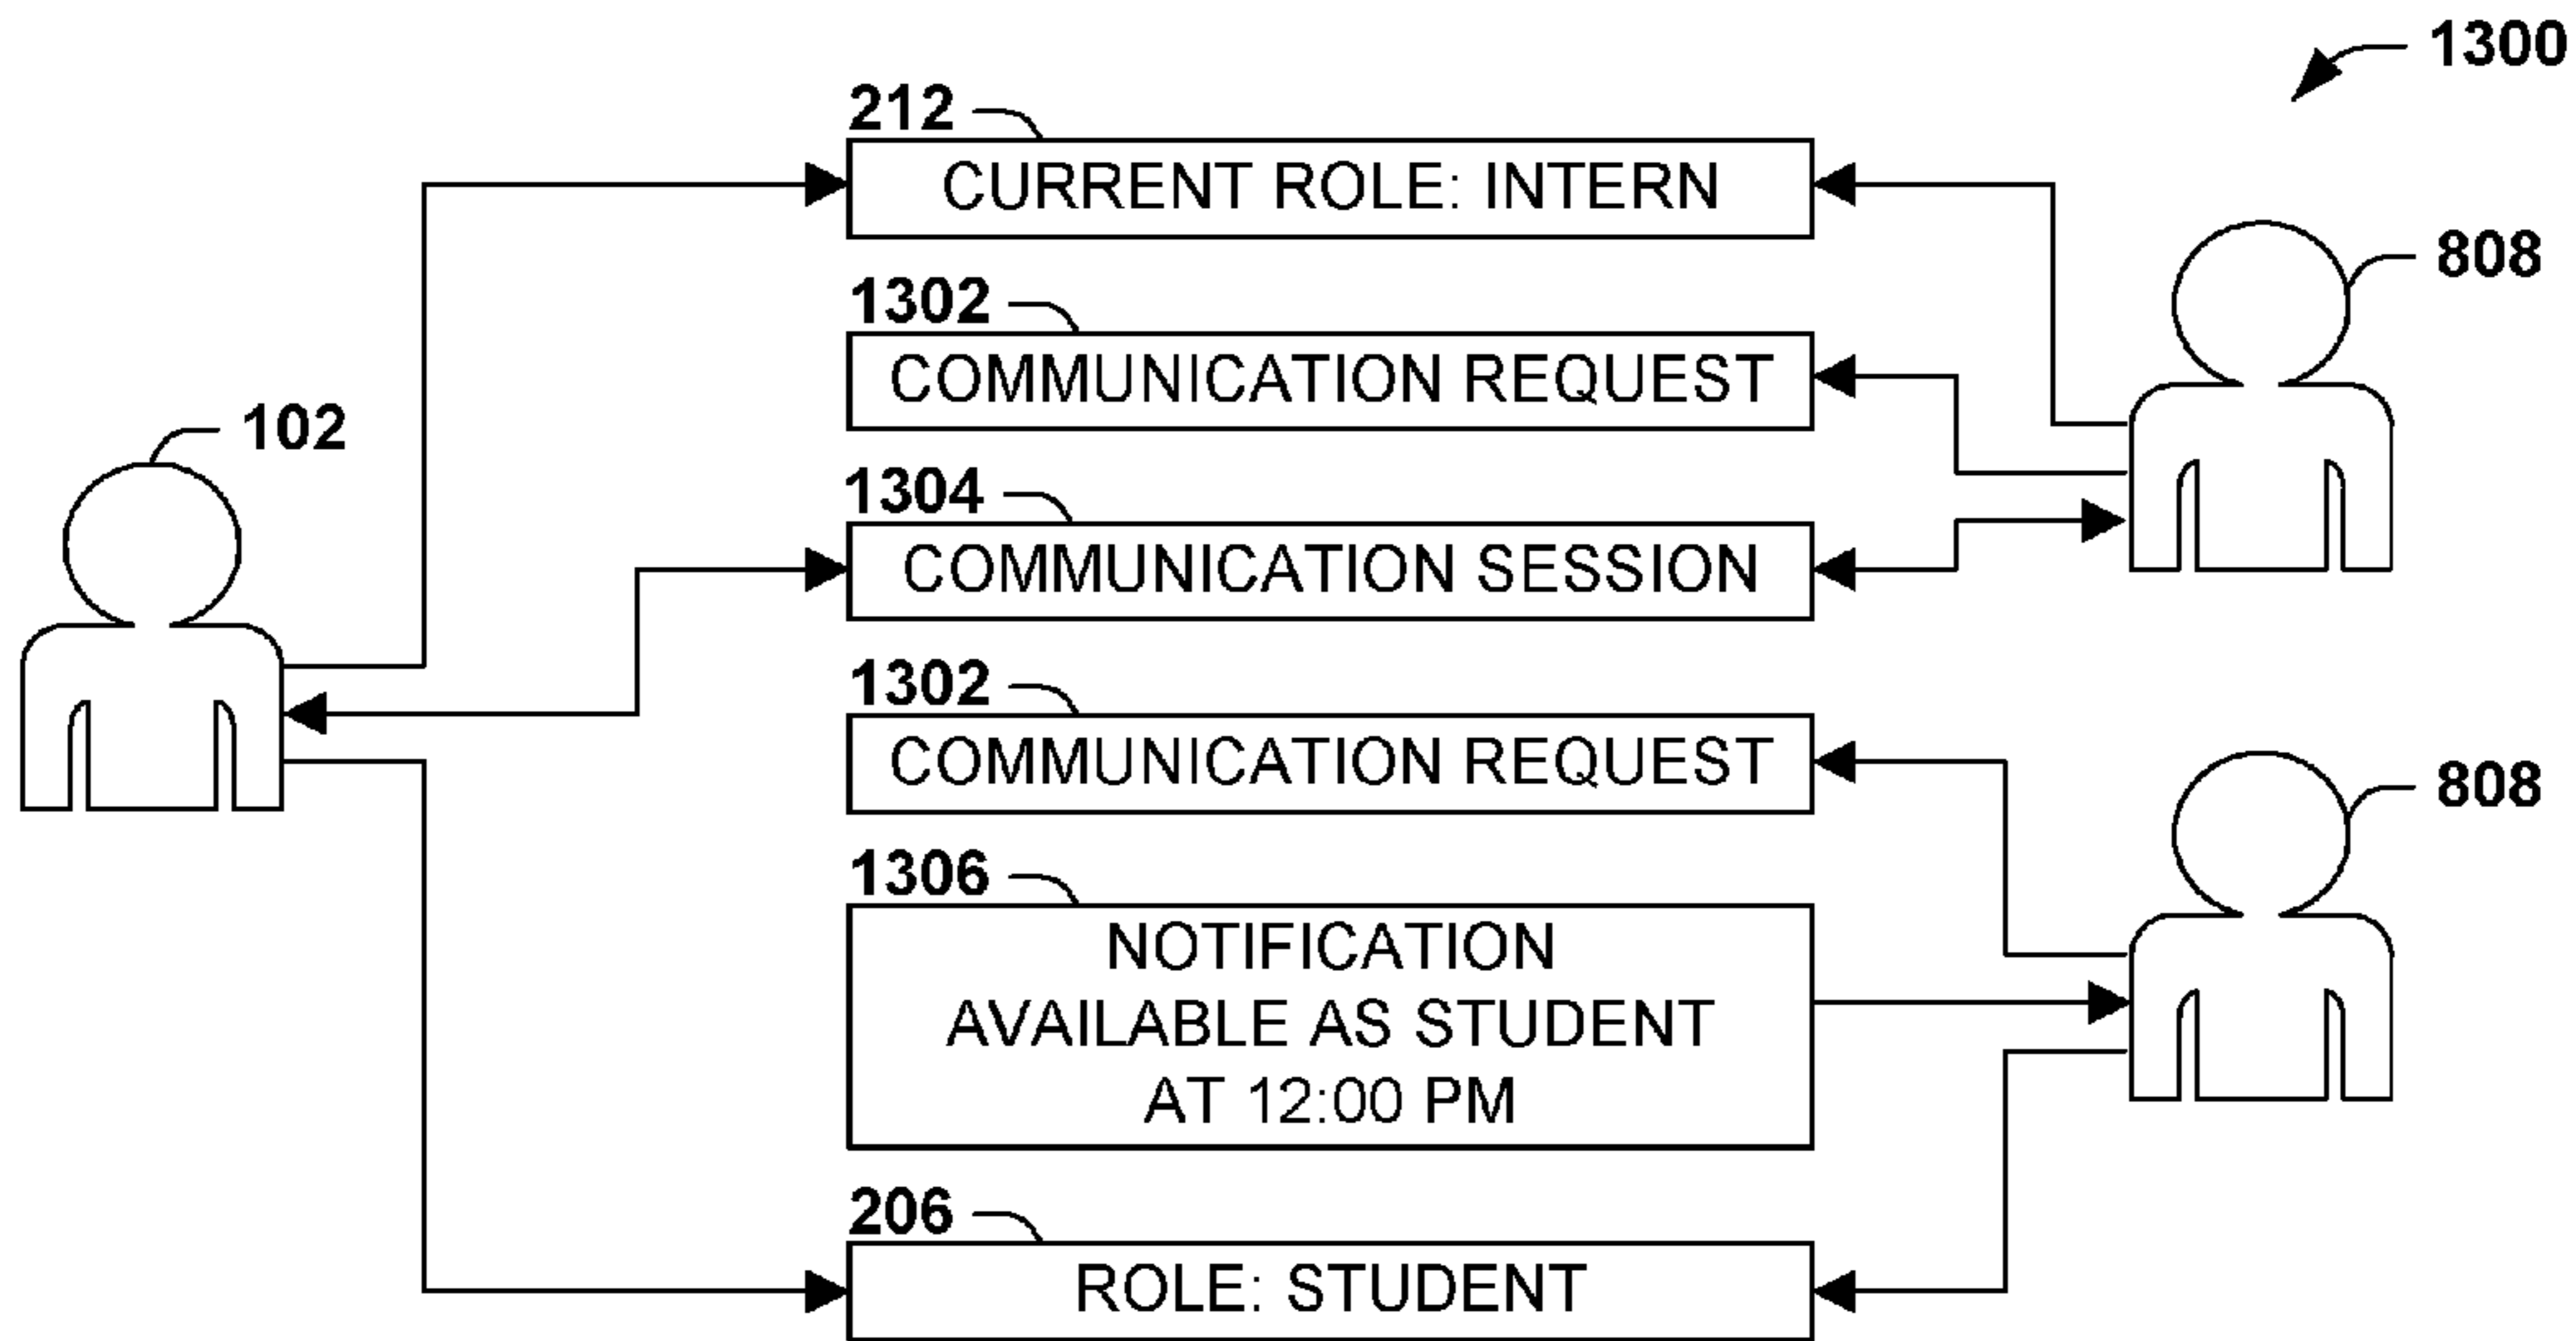 1300
212
CURRENT ROLE: INTERN
808
1302
COMMUNICATION REQUEST
102
1304
COMMUNICATION SESSION
1302
COMMUNICATION REQUEST
808
1306
NOTIFICATION
AVAILABLE AS STUDENT
AT 12:00 PM
206
ROLE: STUDENT